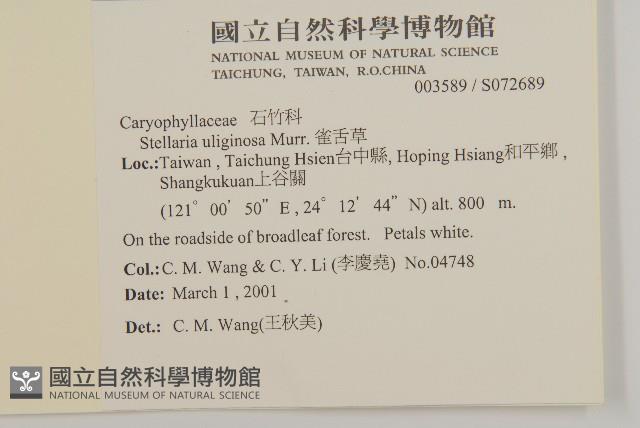 國立自然科學博物館
NATIONAL MUSEUM OF NATURAL SCIENCE
TAICHUNG, TAIWAN, R.O.CHINA
003589 / S072689
Caryophyllaceae 石竹科
Stellaria uliginosa Murr. 雀舌草
Loc.:Taiwan , Taichung Hsien台中縣, Hoping Hsiang和平鄉 ,
Shangkukuan上谷關
(121° 00' 50" E , 24° 12' 44" N) alt. 800 m.
On the roadside of broadleaf forest. Petals white.
Col.: C. M. Wang & C. Y. Li (李慶堯) No.04748
Date: March 1 , 2001
Det.: C. M. Wang(王秋美)
國立自然科學博物館
NATIONAL MUSEUM OF NATURAL SCIENCE